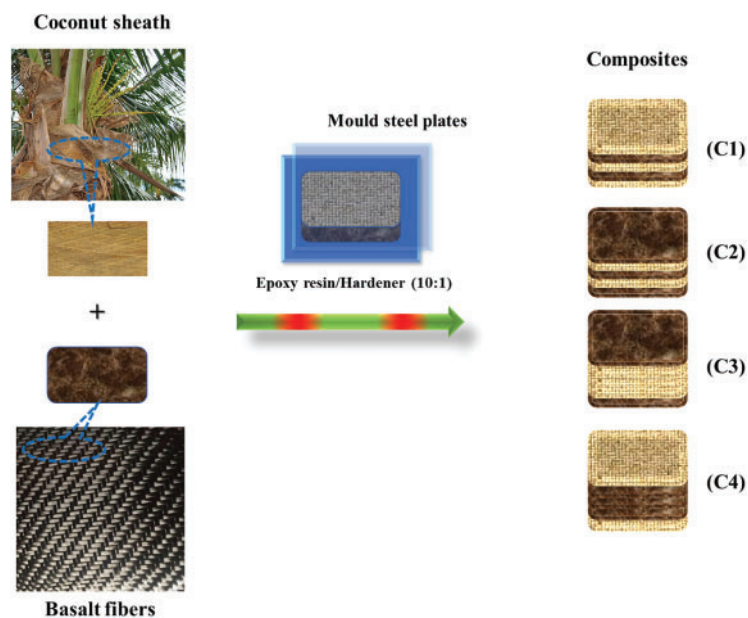 Coconut sheath
+
Basalt fibers
Mould steel plates
Epoxy resin/Hardener (10:1)
Composites
(C1)
(C2)
(C3)
(C4)